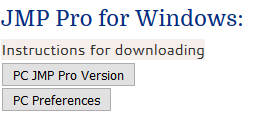 JMP Pro for Windows:
Instructions for downloading
PC JMP Pro Version
PC Preferences